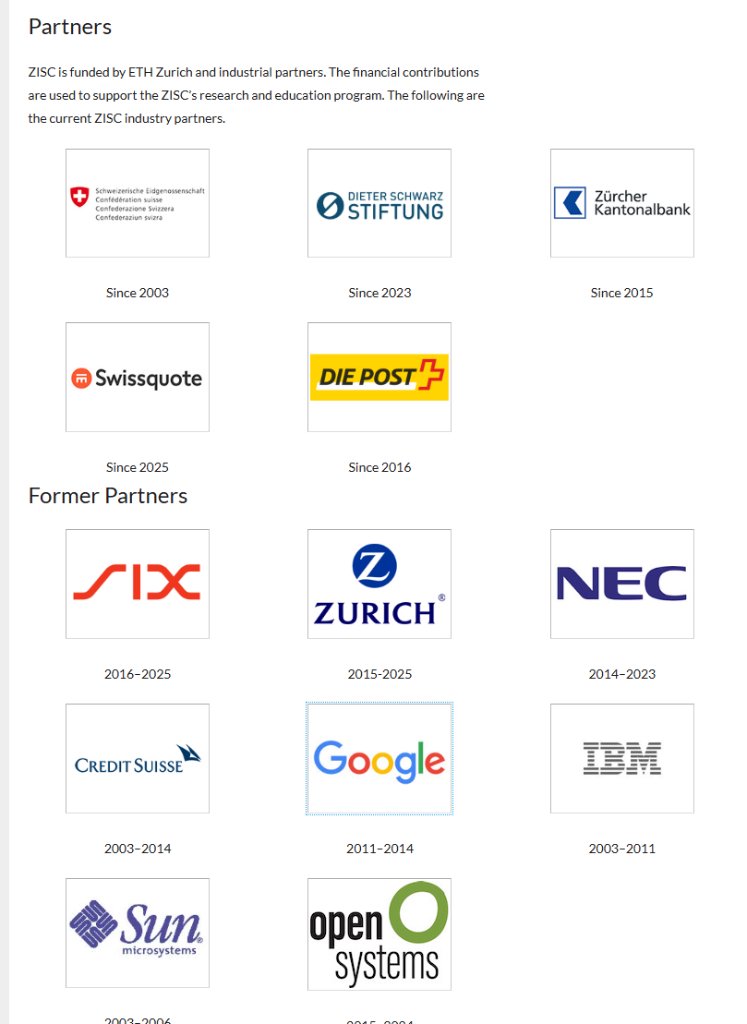 Partners
ZISC is funded by ETH Zurich and industrial partners. The financial contributions
are used to support the ZISC's research and education program. The following are
the current ZISC industry partners.
Schweizerische Eidgenossenschaft
Confédération suisse
Confederazione Svizzera
Confederaziun svizra
DIETER SCHWARZ
STIFTUNG
Zürcher
Kantonalbank
Since 2003
Since 2023
Since 2015
Swissquote
DIE POST
Since 2025
Since 2016
Former Partners
SIX
Z
ZURICH®
NEC
2016–2025
2015-2025
2014–2023
CREDIT SUISSE
Google
IBM
2003–2014
2011–2014
2003–2011
Sun
microsystems
open
systems
2003–2006